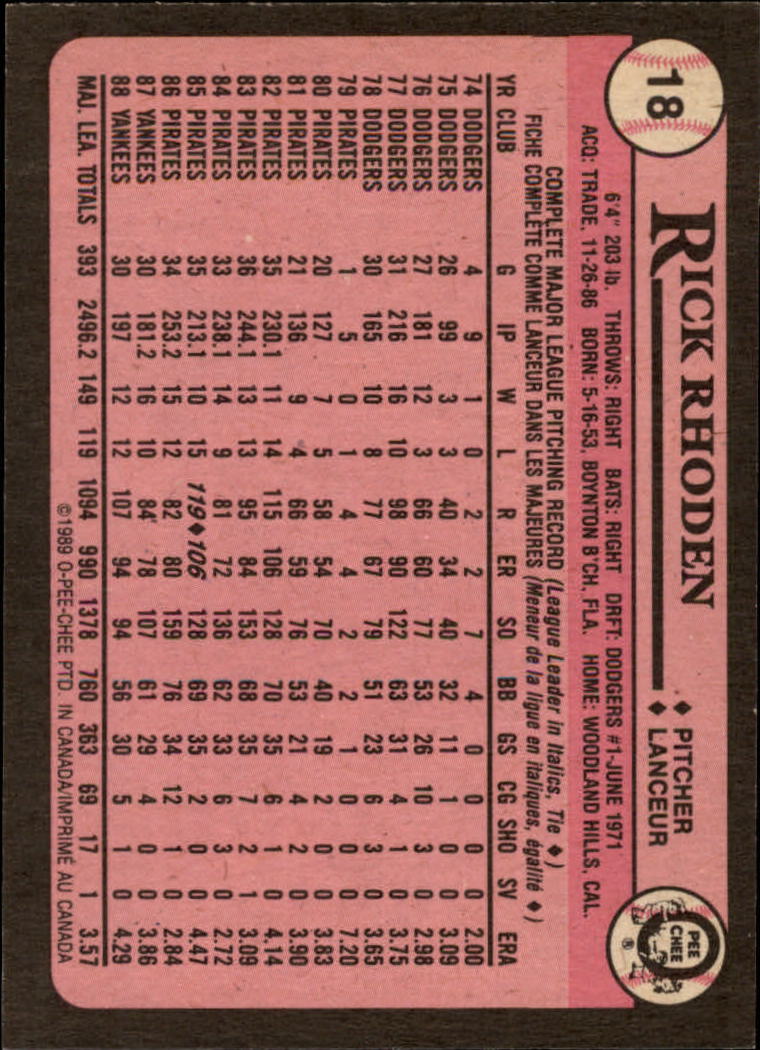 18
RICK RHODEN
♦ PITCHER
♦ LANCEUR
PEE
CHEE
®
6'4" 203 lb. THROWS: RIGHT BATS: RIGHT DRFT: DODGERS #1-JUNE 1971
ACQ: TRADE, 11-26-86 BORN: 5-16-53, BOYNTON B'CH, FLA. HOME: WOODLAND HILLS, CAL.
COMPLETE MAJOR LEAGUE PITCHING RECORD (League Leader in Italics, Tie ♦)
FICHE COMPLÈTE COMME LANCEUR DANS LES MAJEURES (Meneur de la ligue en italiques, égalité ♦)
YR CLUB G IP W L R ER SO BB GS CG SHO SV ERA
74 DODGERS 4 9 1 0 2 2 7 4 0 0 0 0 2.00
75 DODGERS 26 99 3 3 40 34 40 32 11 1 0 0 3.09
76 DODGERS 27 181 12 3 66 60 77 53 26 10 3 0 2.98
77 DODGERS 31 216 16 10 98 90 122 63 31 4 1 0 3.75
78 DODGERS 30 165 10 8 77 67 79 51 23 6 3 0 3.65
79 PIRATES 1 5 0 1 4 4 2 2 1 0 0 0 7.20
80 PIRATES 20 127 7 5 58 54 70 40 19 2 0 0 3.83
81 PIRATES 21 136 9 4 66 59 76 53 21 4 2 0 3.90
82 PIRATES 35 230.1 11 14 115 106 128 70 35 6 1 0 4.14
83 PIRATES 36 244.1 13 13 95 84 153 68 35 7 2 1 3.09
84 PIRATES 33 238.1 14 9 81 72 136 62 33 6 3 0 2.72
85 PIRATES 35 213.1 10 15 119♦106 128 69 35 2 0 0 4.47
86 PIRATES 34 253.2 15 12 82 80 159 76 34 12 1 0 2.84
87 YANKEES 30 181.2 16 10 84 78 107 61 29 4 0 0 3.86
88 YANKEES 30 197 12 12 107 94 94 56 30 5 1 0 4.29
MAJ. LEA. TOTALS 393 2496.2 149 119 1094 990 1378 760 363 69 17 1 3.57
©1989 O-PEE-CHEE PTD. IN CANADA/IMPRIMÉ AU CANADA